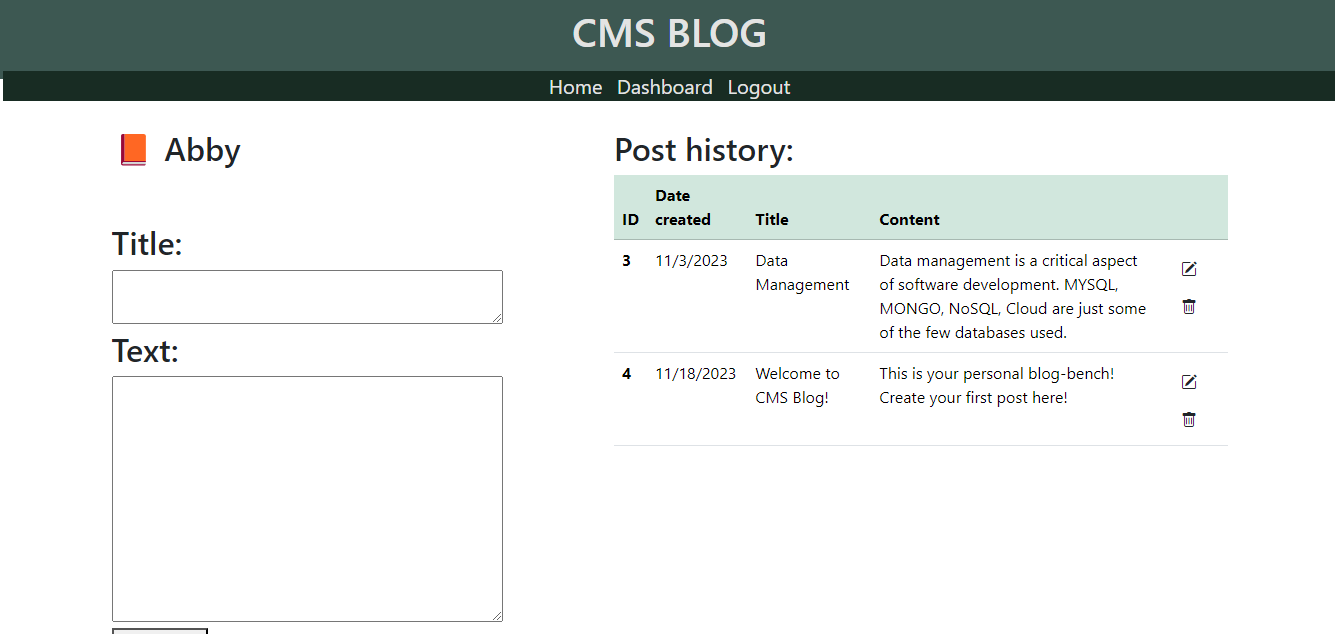 CMS BLOG
Home Dashboard Logout
Abby
Title:
Text:
Post history:
ID Date created Title Content
3 11/3/2023 Data Management Data management is a critical aspect
of software development. MYSQL,
MONGO, NoSQL, Cloud are just some
of the few databases used.
4 11/18/2023 Welcome to CMS Blog! This is your personal blog-bench!
Create your first post here!